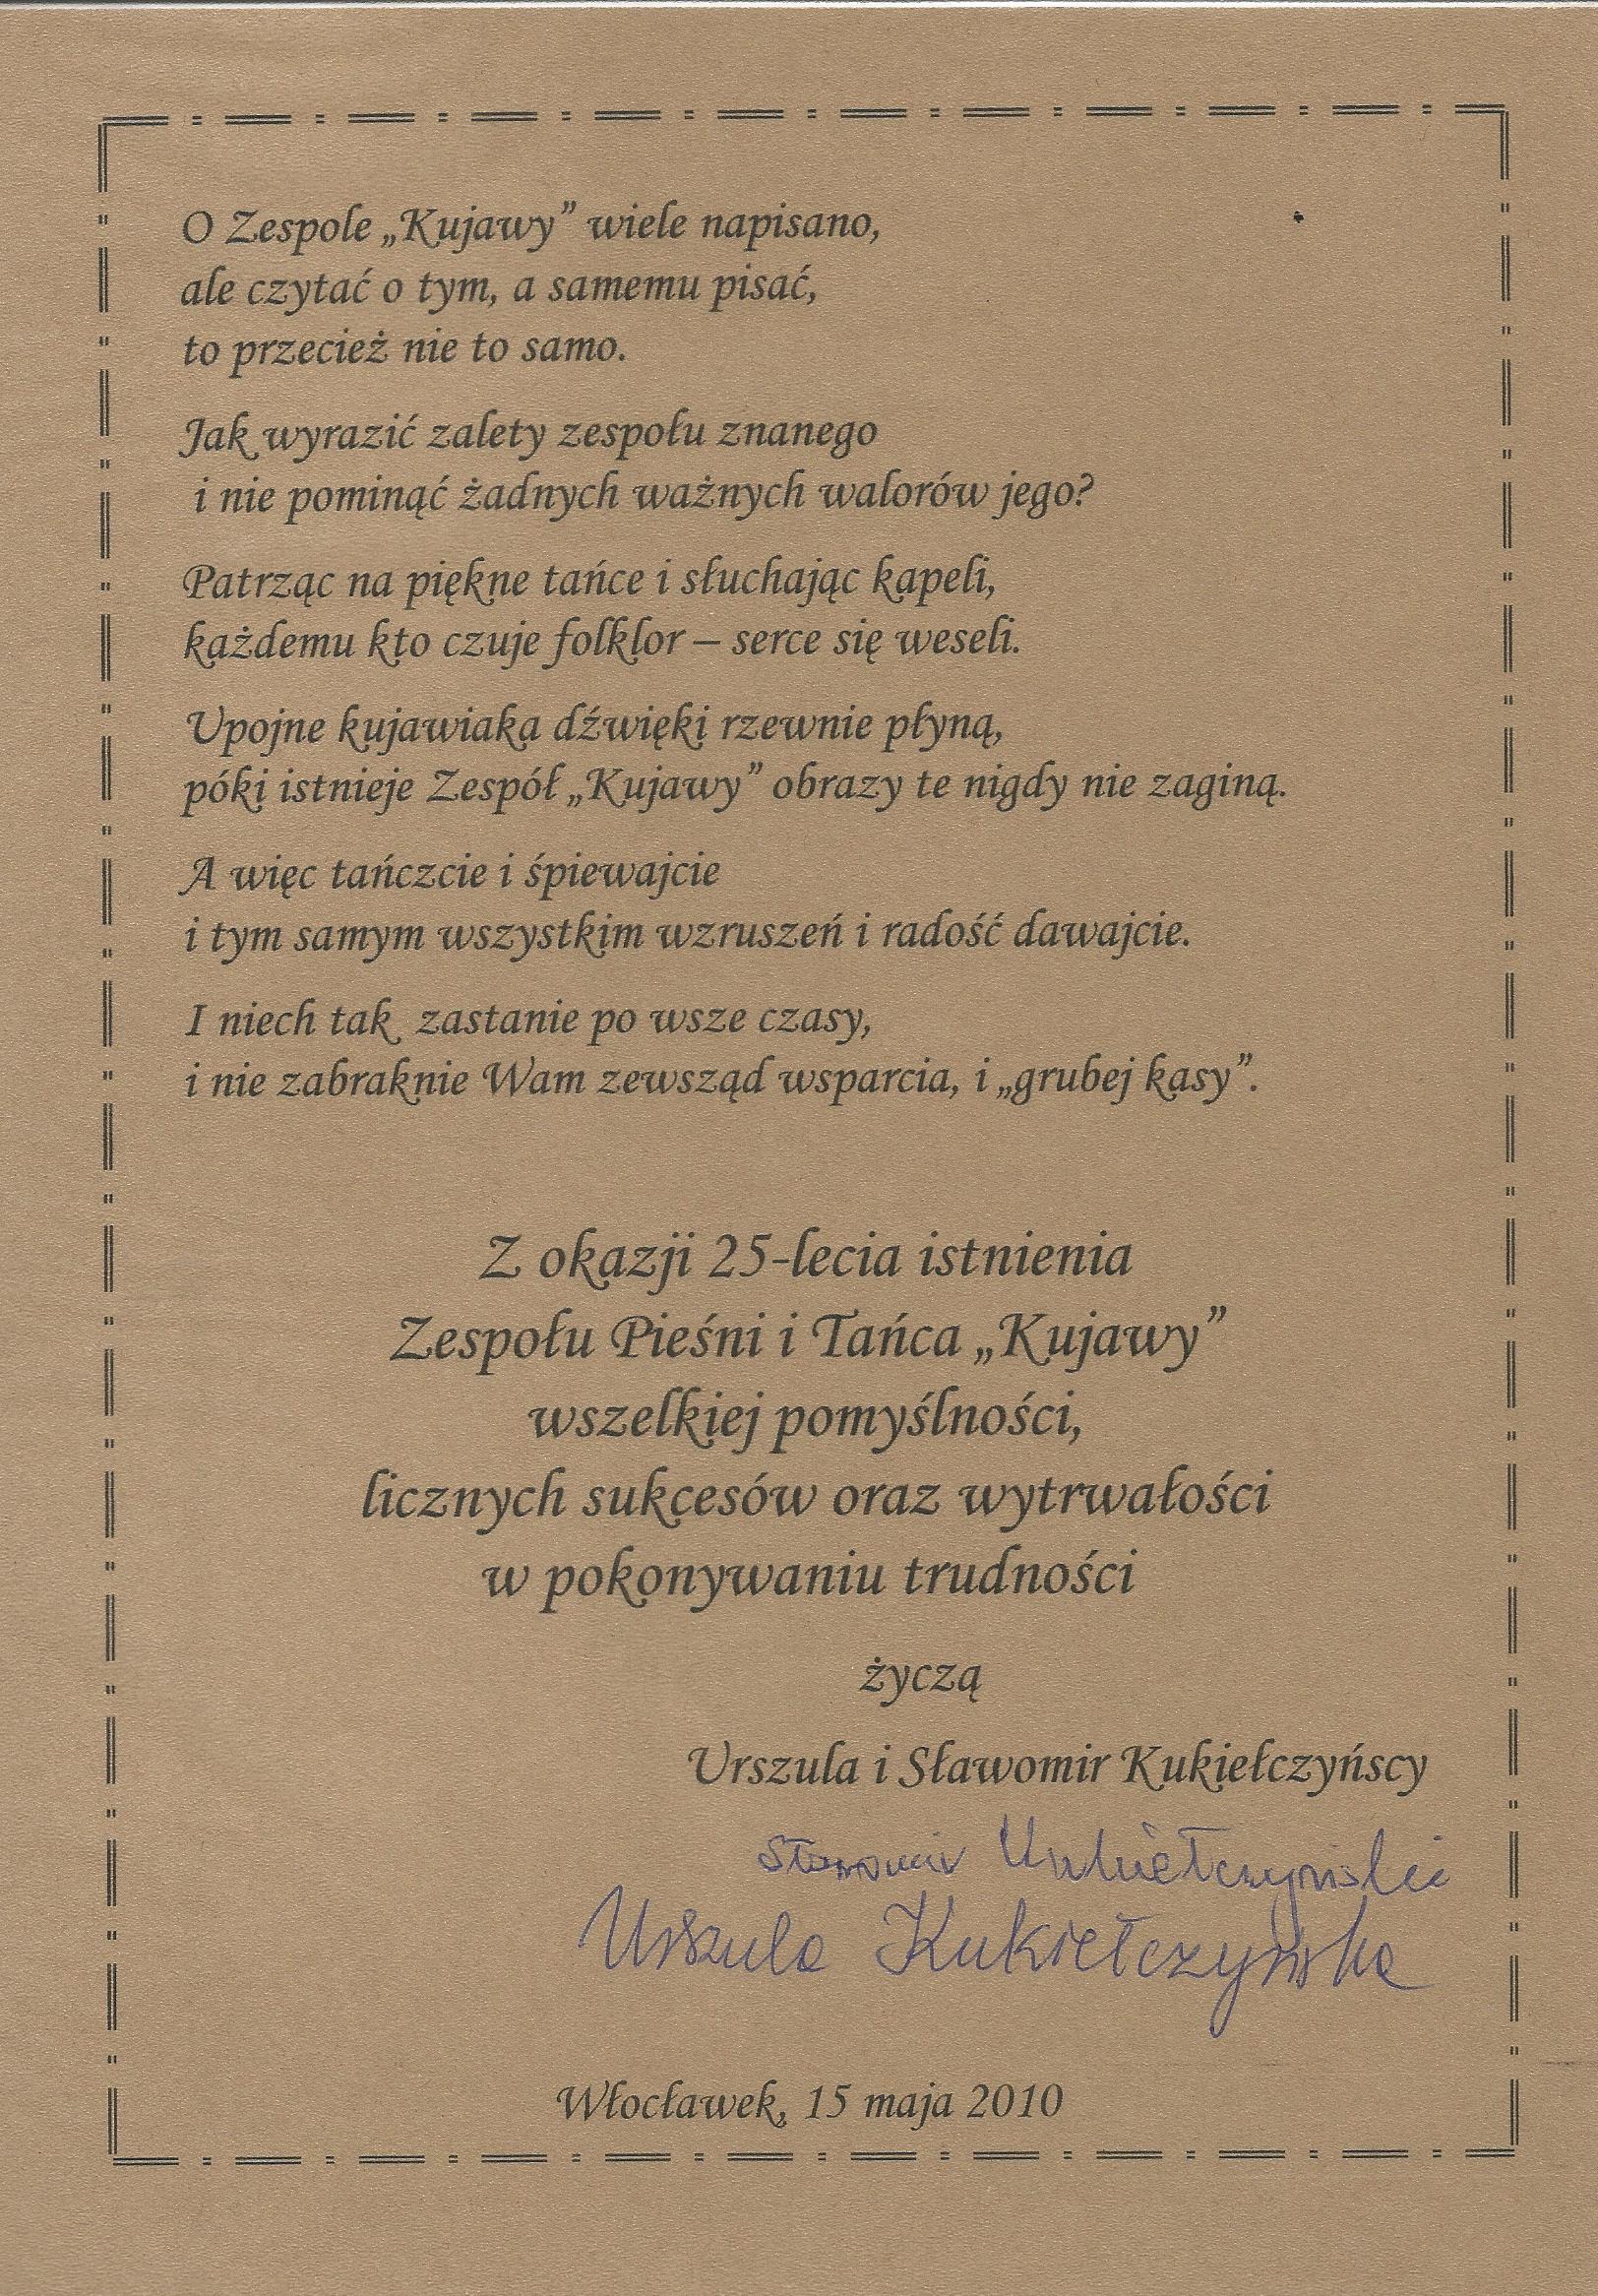 O Zespole „Kujawy” wiele napisano,
ale czytać o tym, a samemu pisać,
to przecież nie to samo.
Jak wyrazić zalety zespołu znanego
i nie pominąć żadnych ważnych walorów jego?
Patrząc na piękne tańce i słuchając kapeli,
każdemu kto czuje folklor – serce się weseli.
Upojne kujawiaka dźwięki rzewnie płyną,
póki istnieje Zespół „Kujawy” obrazy te nigdy nie zaginą.
A więc tańczcie i śpiewajcie
i tym samym wszystkim wzruszeń i radość dawajcie.
I niech tak zastanie po wsze czasy,
i nie zabraknie Wam zewsząd wsparcia, i „grubej kasy”.
Z okazji 25-lecia istnienia
Zespołu Pieśni i Tańca „Kujawy”
wszelkiej pomyślności,
licznych sukcesów oraz wytrwałości
w pokonywaniu trudności
życzą
Urszula i Sławomir Kukiełczyńscy
Sławomir Kukiełczyński
Urszula Kukiełczyńska
Włocławek, 15 maja 2010